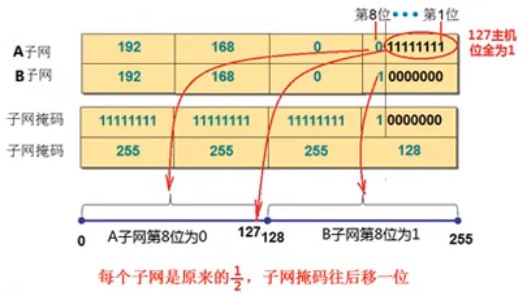 第8位 ••• 第1位
A子网 192 168 0 0 1111111 127主机位全为1
B子网 192 168 0 1 0000000
子网掩码 11111111 11111111 11111111 1 0000000
子网掩码 255 255 255 128
0 A子网第8位为0 127 128 B子网第8位为1 255
每个子网是原来的1/2，子网掩码往后移一位